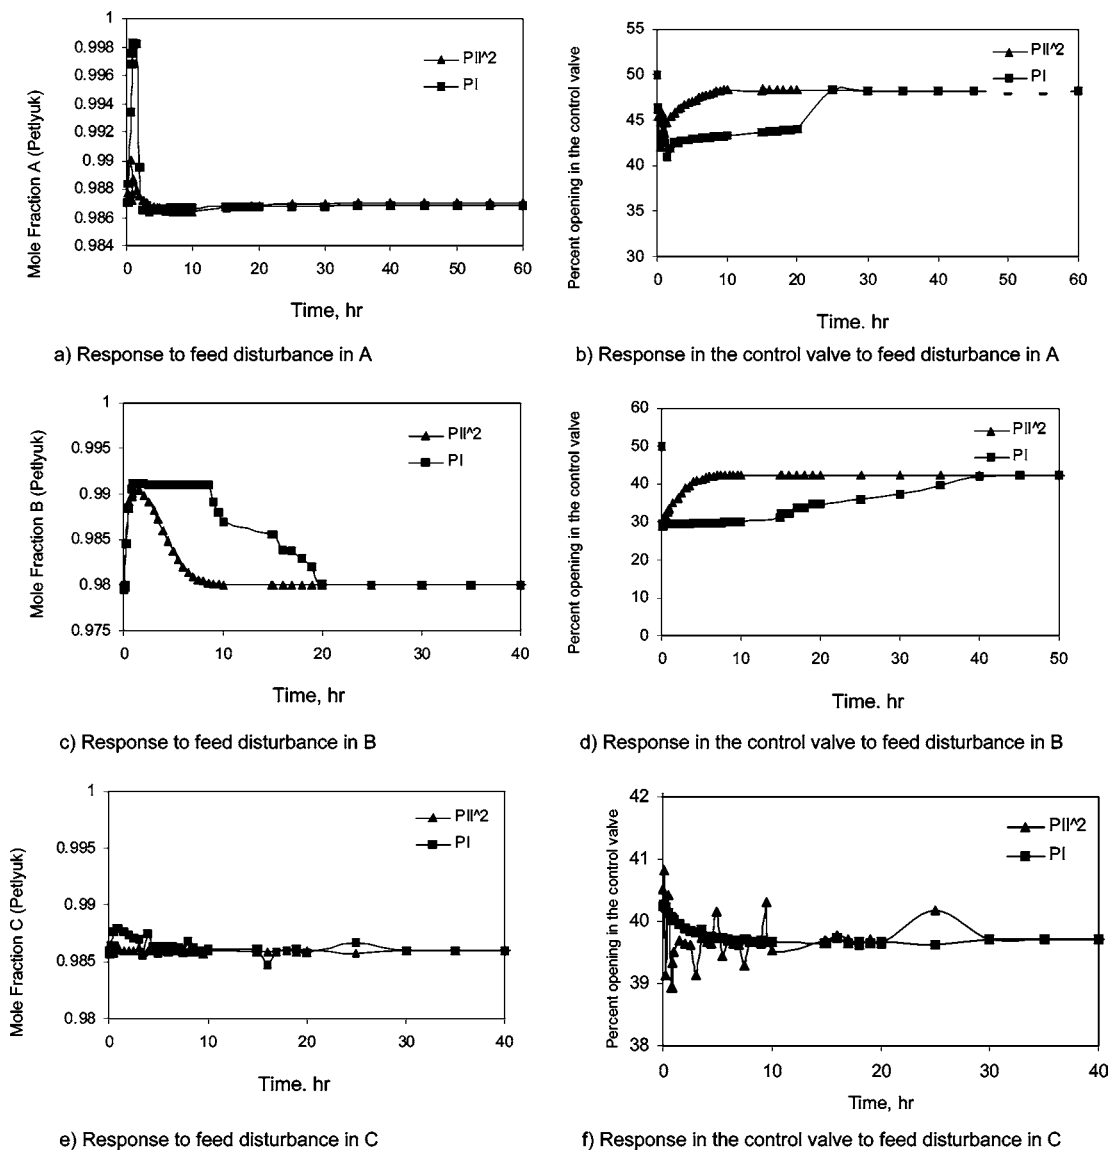 1
0.998
0.996
0.994
0.992
0.99
0.988
0.986
0.984
0 10 20 30 40 50 60
Mole Fraction A (Petlyuk)
Time, hr
PII^2
PI
a) Response to feed disturbance in A
55
50
45
40
35
30
0 10 20 30 40 50 60
Percent opening in the control valve
Time. hr
PII^2
PI
b) Response in the control valve to feed disturbance in A
1
0.995
0.99
0.985
0.98
0.975
0 10 20 30 40
Mole Fraction B (Petlyuk)
Time, hr
PII^2
PI
c) Response to feed disturbance in B
60
50
40
30
20
10
0
0 10 20 30 40 50
Percent opening in the control valve
Time. hr
PII^2
PI
d) Response in the control valve to feed disturbance in B
1
0.995
0.99
0.985
0.98
0 10 20 30 40
Mole Fraction C (Petlyuk)
Time. hr
PII^2
PI
e) Response to feed disturbance in C
42
41
40
39
38
0 10 20 30 40
Percent opening in the control valve
Time, hr
PII^2
PI
f) Response in the control valve to feed disturbance in C